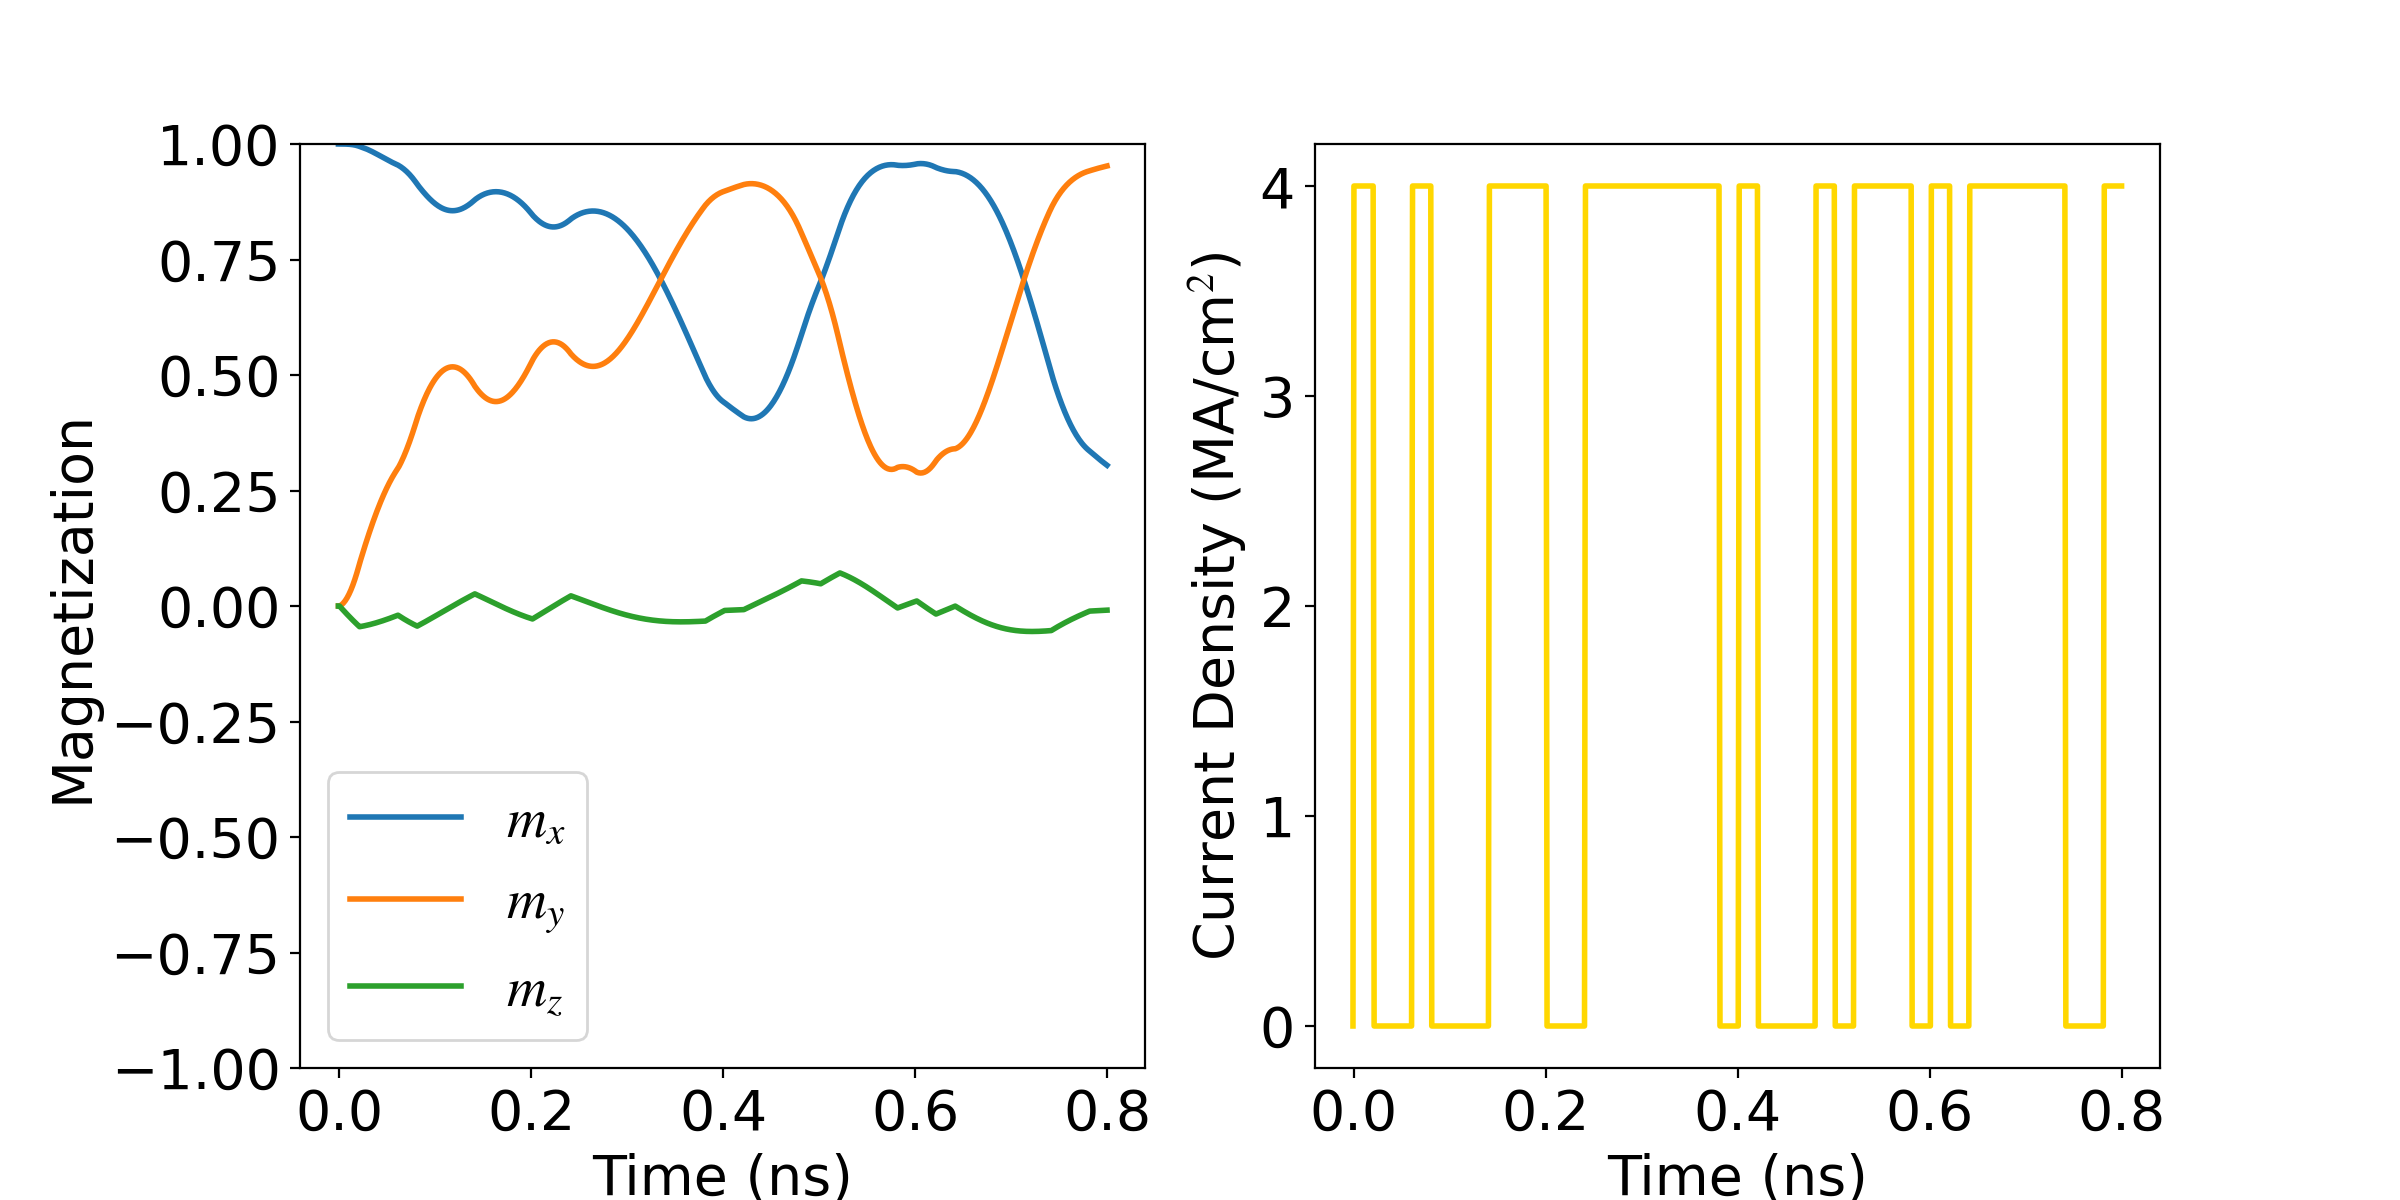 Magnetization
1.00
0.75
0.50
0.25
0.00
−0.25
−0.50
−0.75
−1.00
m_x
m_y
m_z
0.0 0.2 0.4 0.6 0.8
Time (ns)
Current Density (MA/cm²)
4
3
2
1
0
0.0 0.2 0.4 0.6 0.8
Time (ns)